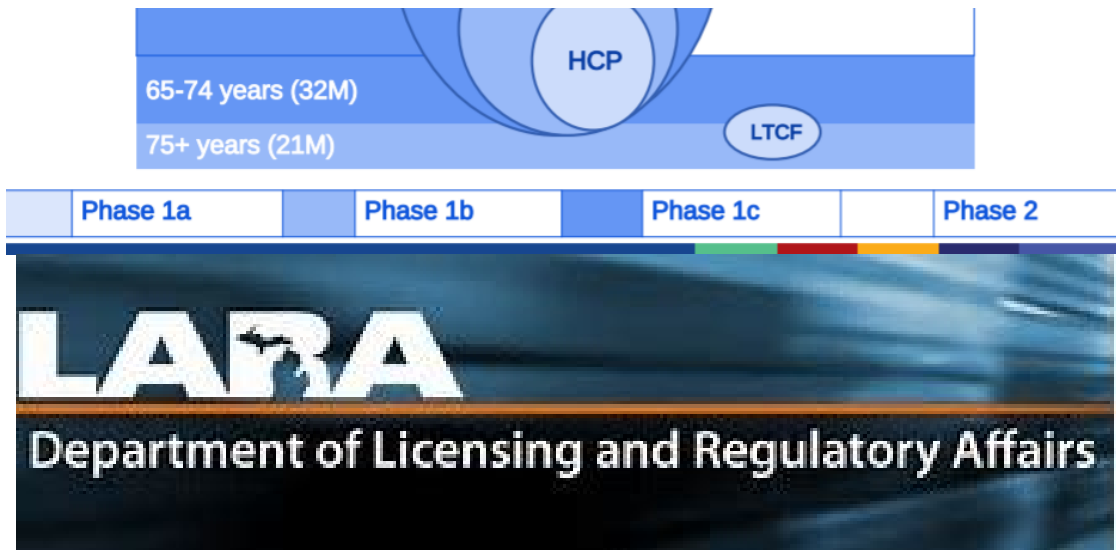 HCP
65-74 years (32M)
LTCF
75+ years (21M)
Phase 1a Phase 1b Phase 1c Phase 2
LARA
Department of Licensing and Regulatory Affairs